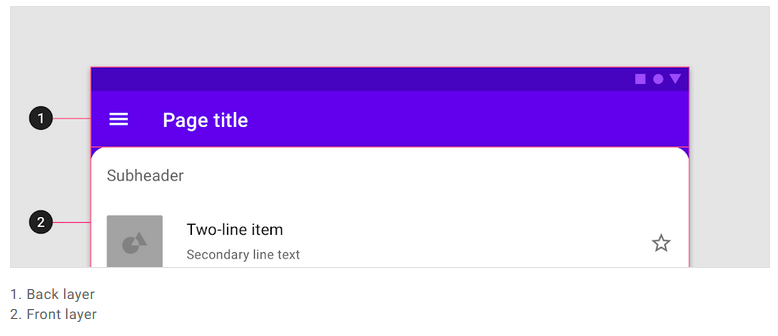 1
Page title
Subheader
2
Two-line item
Secondary line text
1. Back layer
2. Front layer